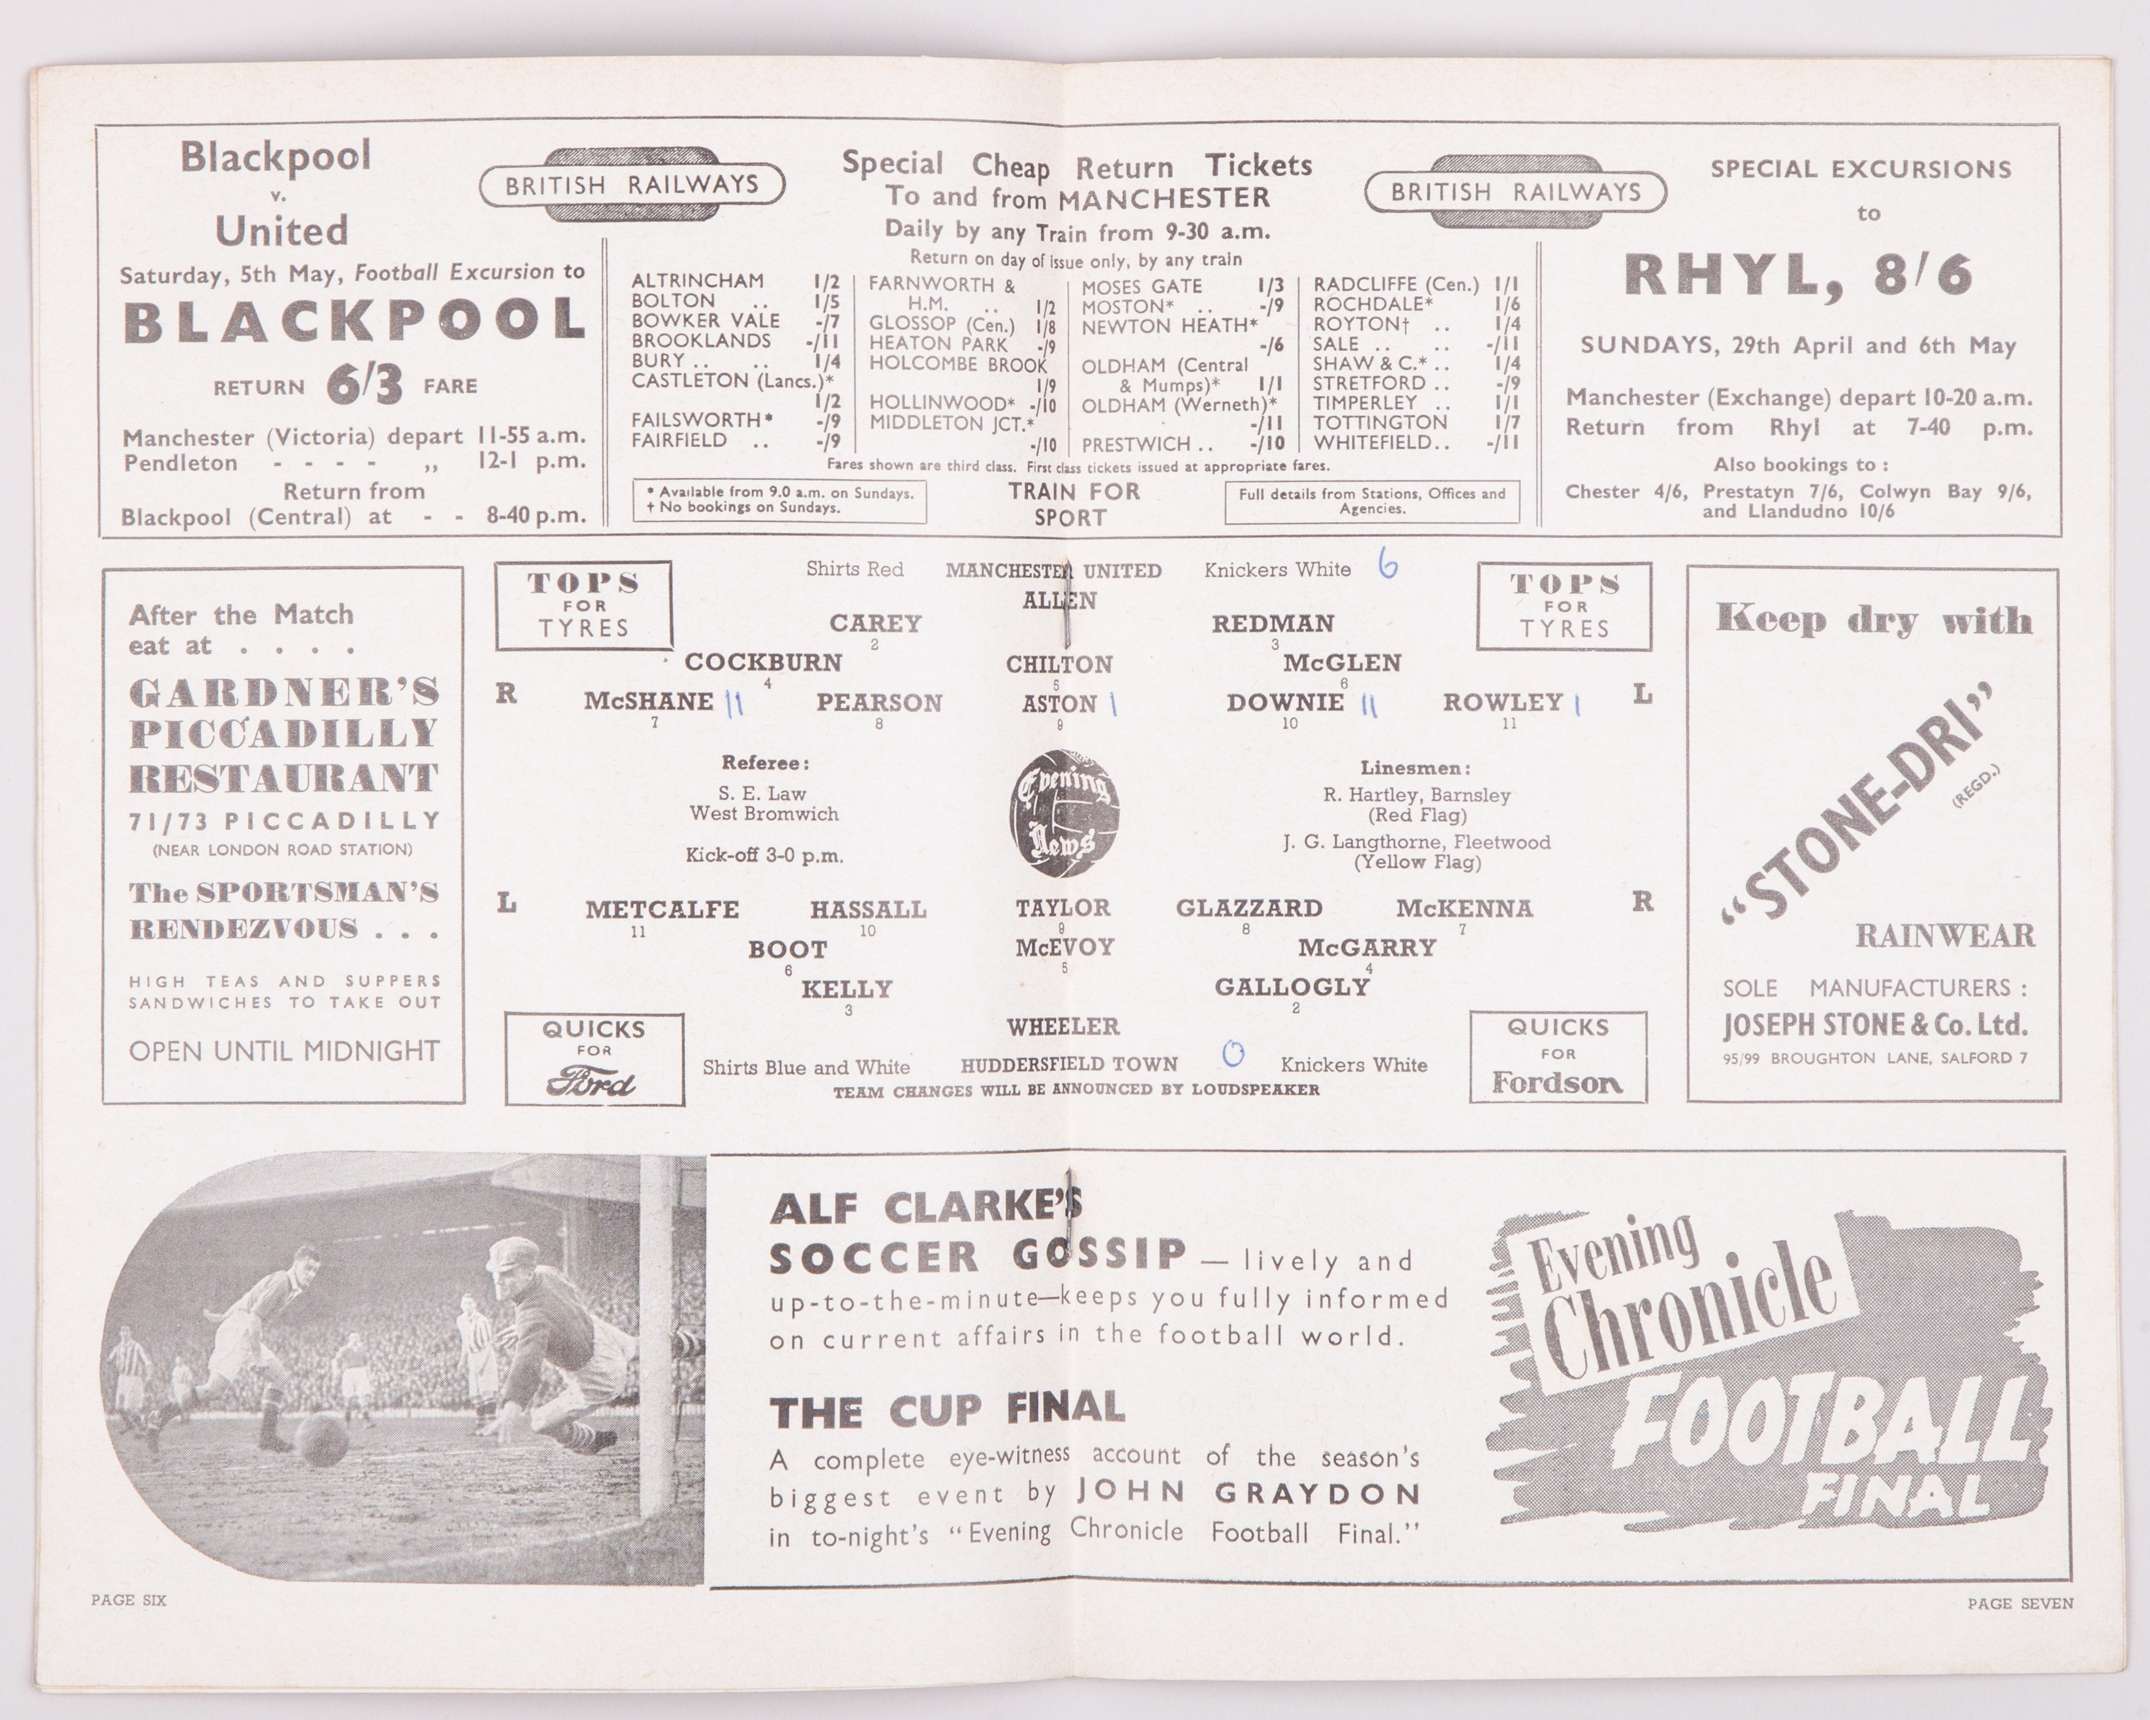 Blackpool
v.
United
Saturday, 5th May, Football Excursion to
BLACKPOOL
RETURN 6/3 FARE
Manchester (Victoria) depart 11-55 a.m.
Pendleton - - - - ,, 12-1 p.m.
Return from
Blackpool (Central) at - - 8-40 p.m.
BRITISH RAILWAYS
Special Cheap Return Tickets
To and from MANCHESTER
Daily by any Train from 9-30 a.m.
Return on day of issue only, by any train
BRITISH RAILWAYS
ALTRINCHAM 1/2
BOLTON .. 1/5
BOWKER VALE -/7
BROOKLANDS -/11
BURY .. .. 1/4
CASTLETON (Lancs.)*
1/2
FAILSWORTH* -/9
FAIRFIELD .. -/9
FARNWORTH &
H.M. .. 1/2
GLOSSOP (Cen.) 1/8
HEATON PARK -/9
HOLCOMBE BROOK
1/9
HOLLINWOOD* -/10
MIDDLETON JCT.*
-/10
MOSES GATE 1/3
MOSTON* .. -/9
NEWTON HEATH*
-/6
OLDHAM (Central
& Mumps)* 1/1
OLDHAM (Werneth)*
-/11
PRESTWICH .. -/10
RADCLIFFE (Cen.) 1/1
ROCHDALE* 1/6
ROYTON† .. 1/4
SALE .. .. -/11
SHAW & C.* .. 1/4
STRETFORD .. -/9
TIMPERLEY .. 1/1
TOTTINGTON 1/7
WHITEFIELD.. -/11
Fares shown are third class. First class tickets issued at appropriate fares.
* Available from 9.0 a.m. on Sundays.
† No bookings on Sundays.
TRAIN FOR
SPORT
Full details from Stations, Offices and
Agencies.
SPECIAL EXCURSIONS
to
RHYL, 8/6
SUNDAYS, 29th April and 6th May
Manchester (Exchange) depart 10-20 a.m.
Return from Rhyl at 7-40 p.m.
Also bookings to :
Chester 4/6, Prestatyn 7/6, Colwyn Bay 9/6,
and Llandudno 10/6
After the Match
eat at . . . .
GARDNER'S
PICCADILLY
RESTAURANT
71/73 PICCADILLY
(NEAR LONDON ROAD STATION)
The SPORTSMAN'S
RENDEZVOUS . . .
HIGH TEAS AND SUPPERS
SANDWICHES TO TAKE OUT
OPEN UNTIL MIDNIGHT
TOPS
FOR
TYRES
Shirts Red MANCHESTER UNITED Knickers White 6
ALLEN
CAREY REDMAN
2 3
COCKBURN CHILTON McGLEN
4 5 6
R McSHANE 11 PEARSON ASTON 1 DOWNIE 11 ROWLEY 1 L
7 8 9 10 11
TOPS
FOR
TYRES
Referee:
S. E. Law
West Bromwich
Kick-off 3-0 p.m.
Evening
News
Linesmen:
R. Hartley, Barnsley
(Red Flag)
J. G. Langthorne, Fleetwood
(Yellow Flag)
L METCALFE HASSALL TAYLOR GLAZZARD McKENNA R
11 10 9 8 7
BOOT McEVOY McGARRY
6 5 4
KELLY GALLOGLY
3 2
WHEELER
Shirts Blue and White HUDDERSFIELD TOWN 0 Knickers White
TEAM CHANGES WILL BE ANNOUNCED BY LOUDSPEAKER
QUICKS
FOR
Ford
QUICKS
FOR
Fordson
Keep dry with
"STONE-DRI"
(REGD.)
RAINWEAR
SOLE MANUFACTURERS :
JOSEPH STONE & Co. Ltd.
95/99 BROUGHTON LANE, SALFORD 7
ALF CLARKE'S
SOCCER GOSSIP — lively and
up-to-the-minute—keeps you fully informed
on current affairs in the football world.
THE CUP FINAL
A complete eye-witness account of the season's
biggest event by JOHN GRAYDON
in to-night's "Evening Chronicle Football Final."
Evening
Chronicle
FOOTBALL
FINAL
PAGE SIX
PAGE SEVEN